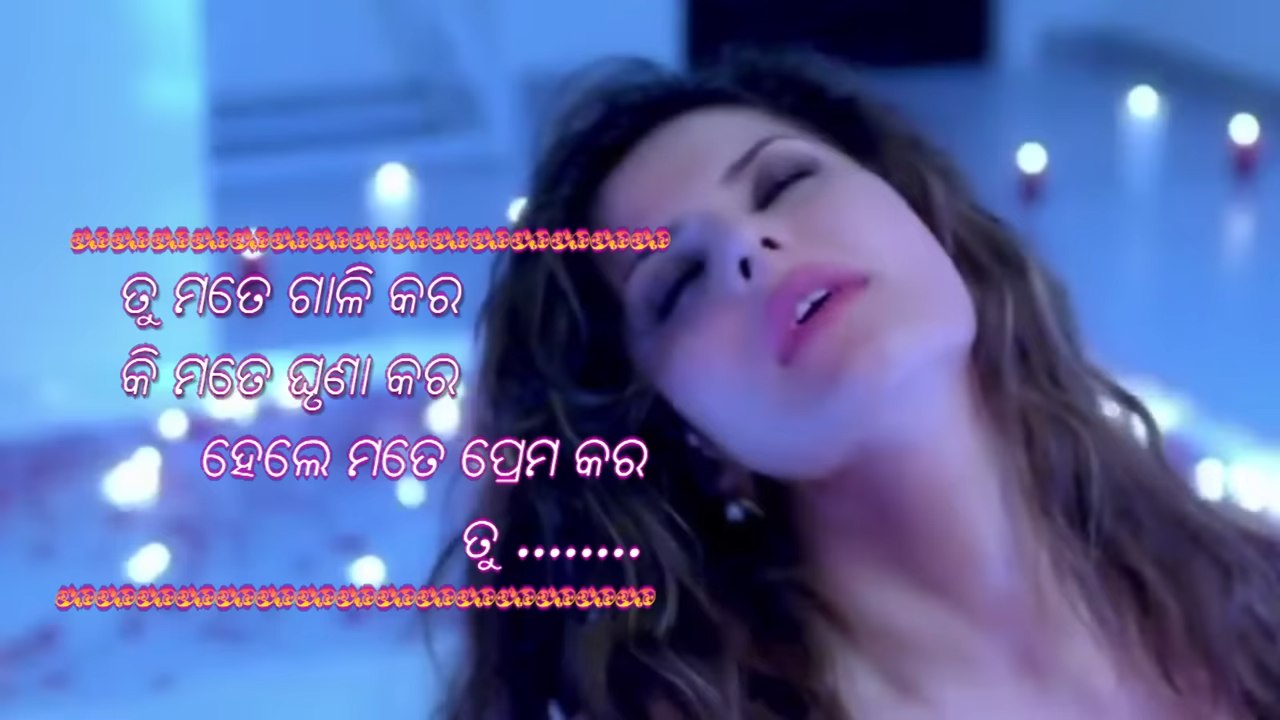 ତୁ ମତେ ଗାଳି କର
କି ମତେ ଘୃଣା କର
ହେଲେ ମତେ ପ୍ରେମ କର
ତୁ ........